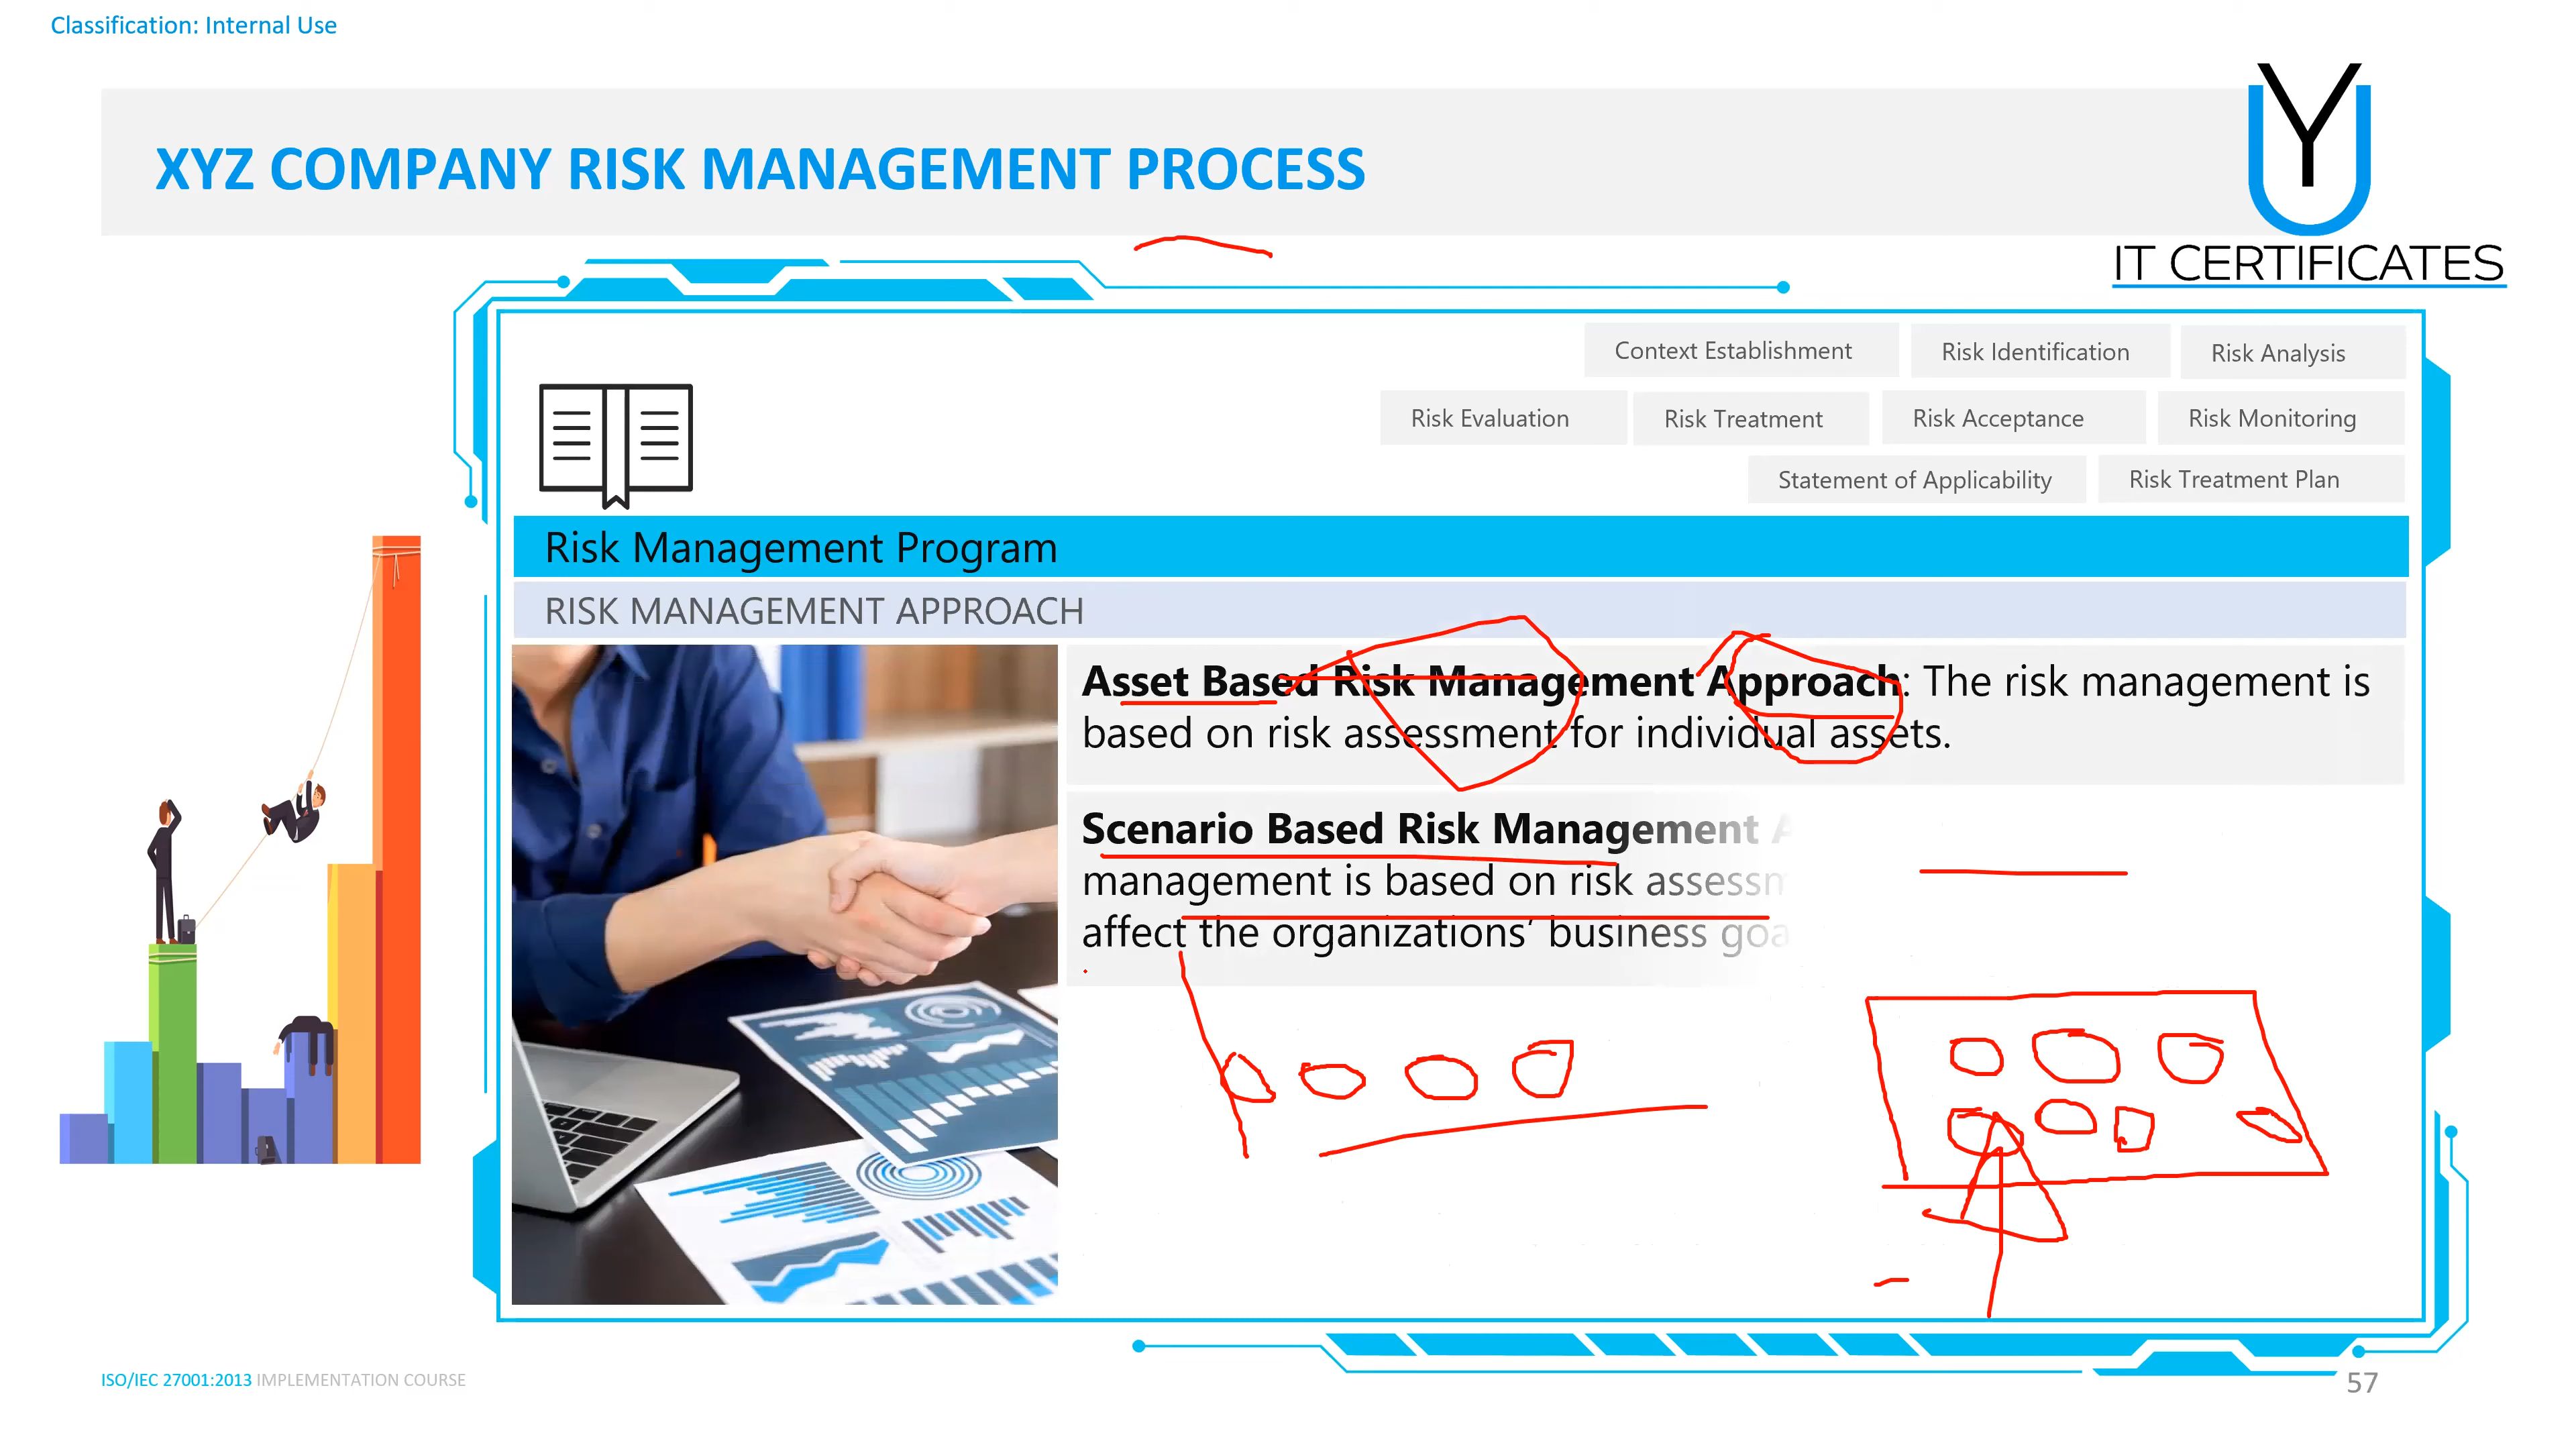 Classification: Internal Use
XYZ COMPANY RISK MANAGEMENT PROCESS
UY
IT CERTIFICATES
Context Establishment
Risk Identification
Risk Analysis
Risk Evaluation
Risk Treatment
Risk Acceptance
Risk Monitoring
Statement of Applicability
Risk Treatment Plan
Risk Management Program
RISK MANAGEMENT APPROACH
Asset Based Risk Management Approach: The risk management is
based on risk assessment for individual assets.
Scenario Based Risk Management A
management is based on risk assessm
affect the organizations’ business goa
ISO/IEC 27001:2013 IMPLEMENTATION COURSE
57